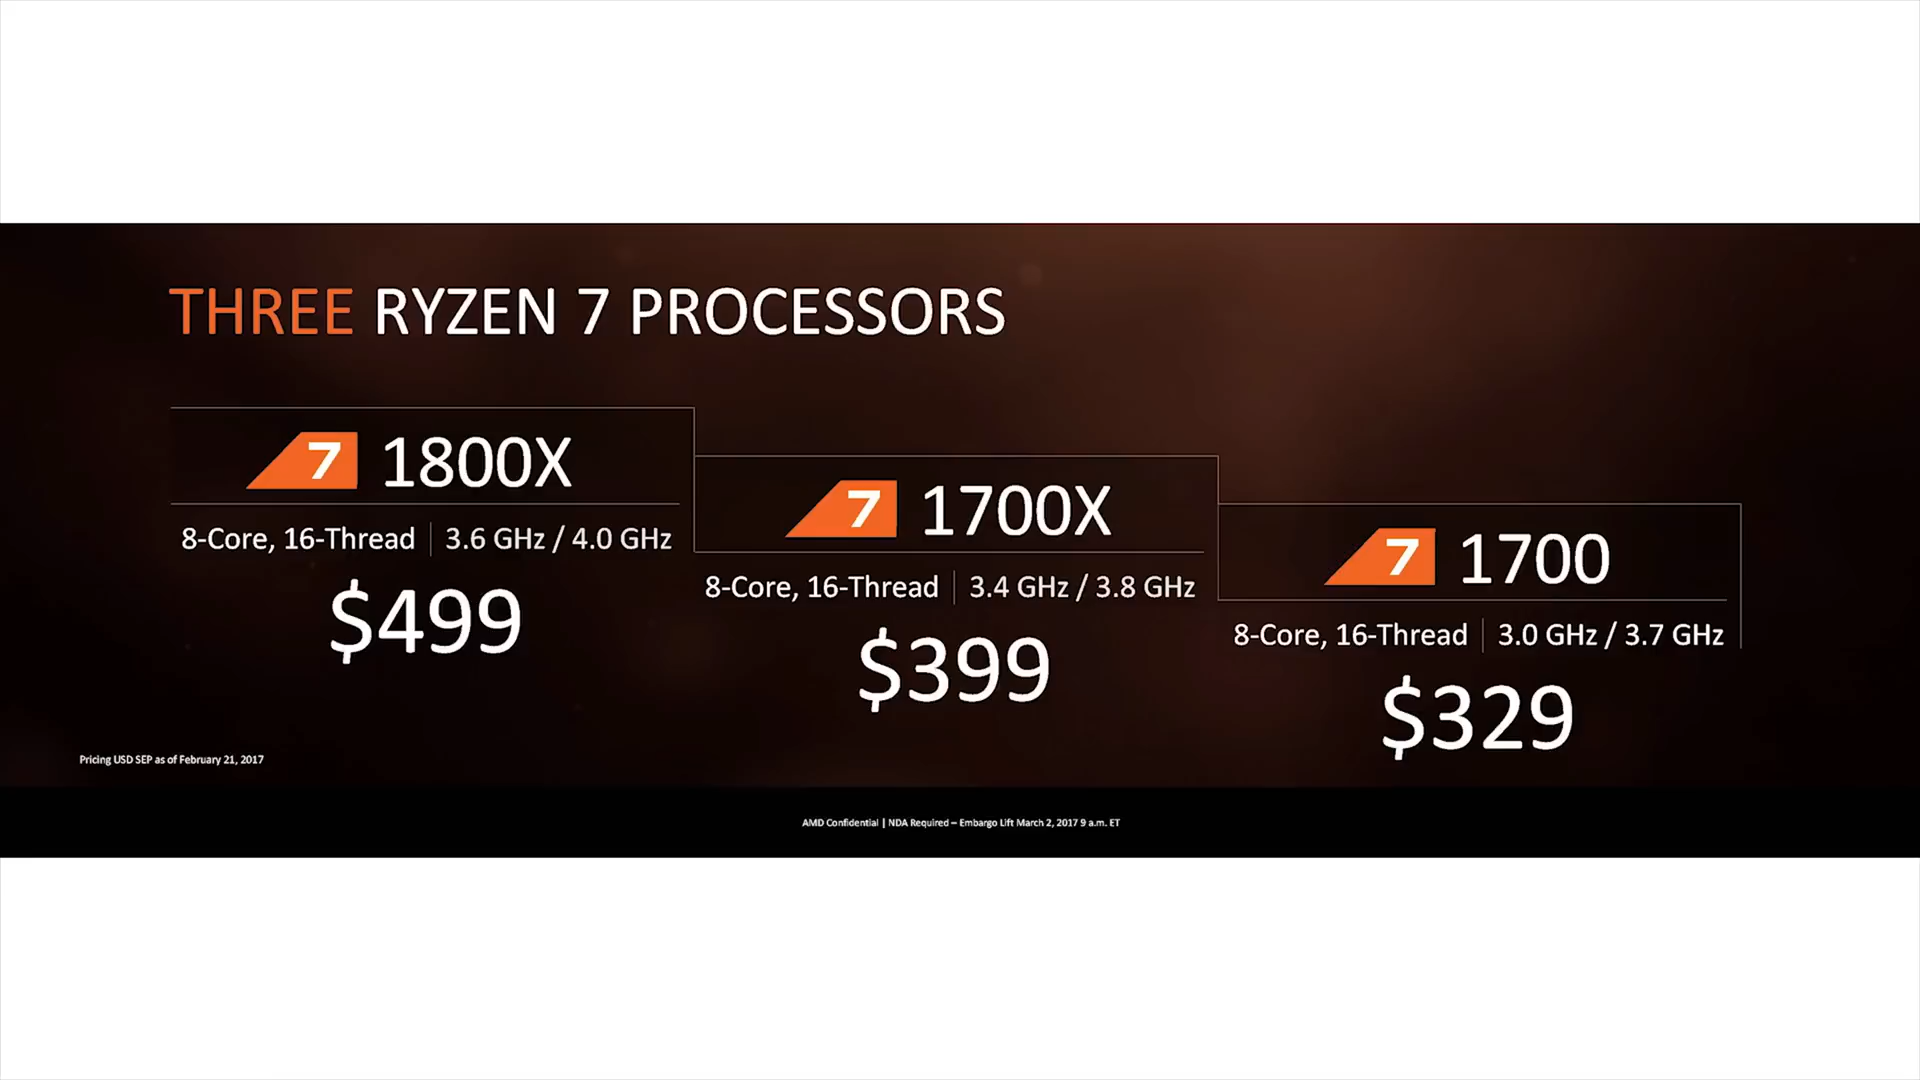 THREE RYZEN 7 PROCESSORS
7 1800X
8-Core, 16-Thread | 3.6 GHz / 4.0 GHz
$499
7 1700X
8-Core, 16-Thread | 3.4 GHz / 3.8 GHz
$399
7 1700
8-Core, 16-Thread | 3.0 GHz / 3.7 GHz
$329
Pricing USD SEP as of February 21, 2017
AMD Confidential | NDA Required – Embargo Lift March 2, 2017 9 a.m. ET